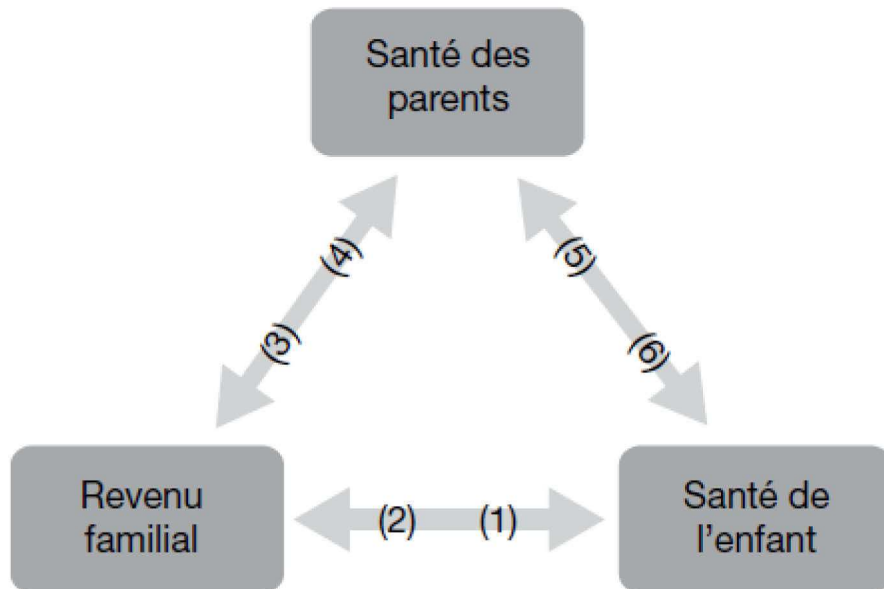 Santé des
parents
(4)
(5)
(3)
(6)
Revenu
familial
(2)
(1)
Santé de
l'enfant